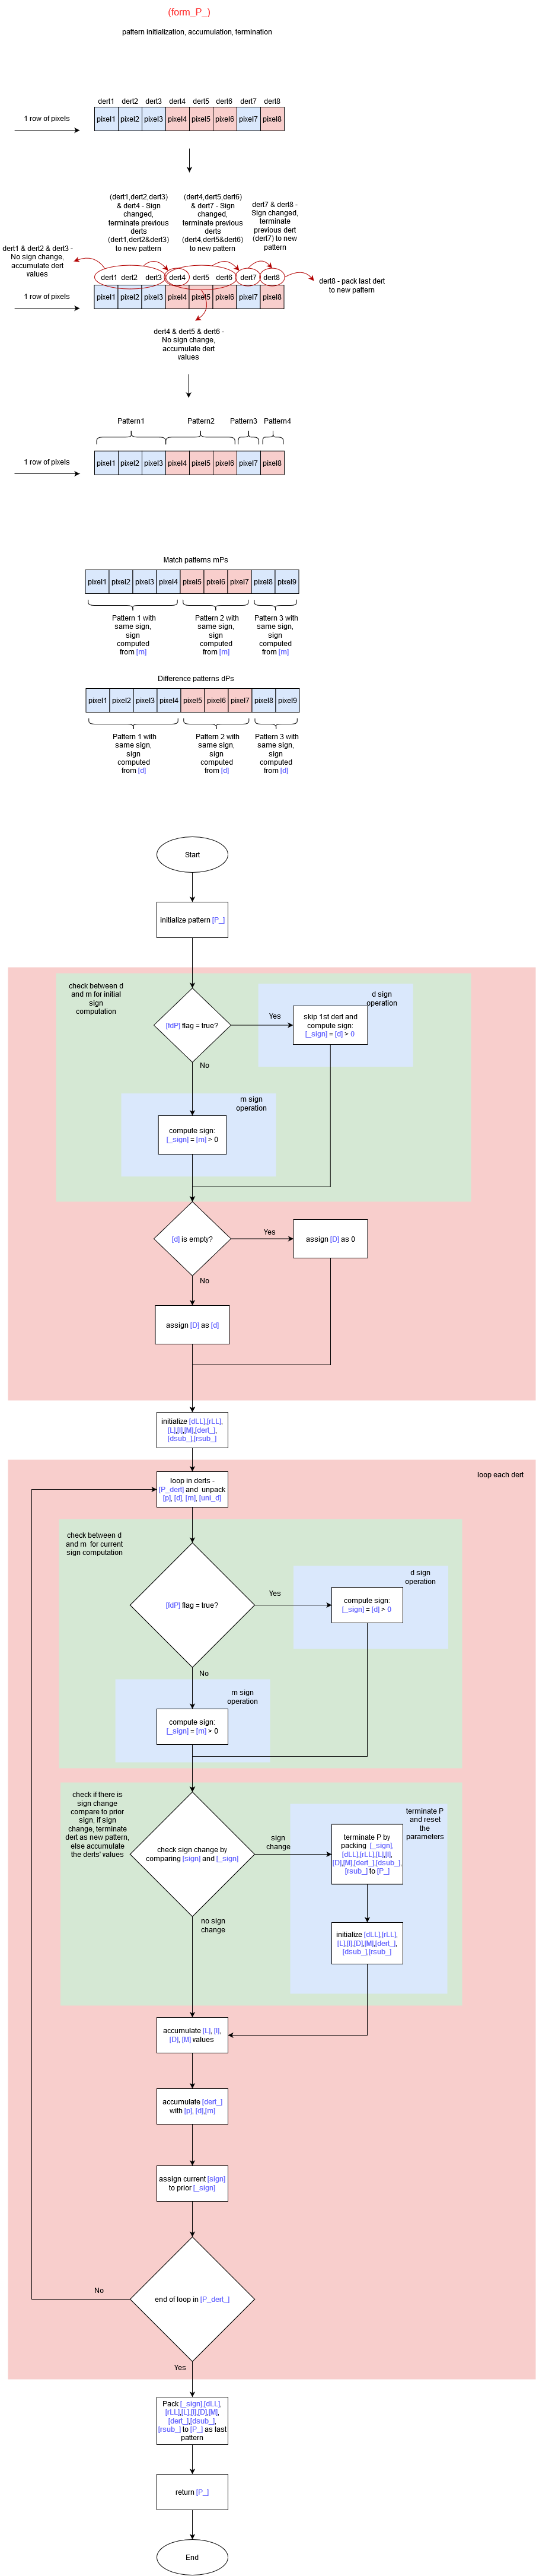 (form_P_)
pattern initialization, accumulation, termination
dert1 dert2 dert3 dert4 dert5 dert6 dert7 dert8
1 row of pixels
pixel1 pixel2 pixel3 pixel4 pixel5 pixel6 pixel7 pixel8
(dert1,dert2,dert3)
& dert4 - Sign
changed,
terminate previous
derts
(dert1,dert2&dert3)
to new pattern
(dert4,dert5,dert6)
& dert7 - Sign
changed,
terminate previous
derts
(dert4,dert5&dert6)
to new pattern
dert7 & dert8 -
Sign changed,
terminate
previous dert
(dert7) to new
pattern
dert1 & dert2 & dert3 -
No sign change,
accumulate dert
values
dert1 dert2 dert3 dert4 dert5 dert6 dert7 dert8
dert8 - pack last dert
to new pattern
1 row of pixels
pixel1 pixel2 pixel3 pixel4 pixel5 pixel6 pixel7 pixel8
dert4 & dert5 & dert6 -
No sign change,
accumulate dert
values
Pattern1 Pattern2 Pattern3 Pattern4
1 row of pixels
pixel1 pixel2 pixel3 pixel4 pixel5 pixel6 pixel7 pixel8
Match patterns mPs
pixel1 pixel2 pixel3 pixel4 pixel5 pixel6 pixel7 pixel8 pixel9
Pattern 1 with
same sign,
sign
computed
from [m]
Pattern 2 with
same sign,
sign
computed
from [m]
Pattern 3 with
same sign,
sign
computed
from [m]
Difference patterns dPs
pixel1 pixel2 pixel3 pixel4 pixel5 pixel6 pixel7 pixel8 pixel9
Pattern 1 with
same sign,
sign
computed
from [d]
Pattern 2 with
same sign,
sign
computed
from [d]
Pattern 3 with
same sign,
sign
computed
from [d]
Start
initialize pattern [P_]
check between d
and m for initial
sign
computation
d sign
operation
[fdP] flag = true?
Yes
skip 1st dert and
compute sign:
[_sign] = [d] > 0
No
m sign
operation
compute sign:
[_sign] = [m] > 0
[d] is empty?
Yes
assign [D] as 0
No
assign [D] as [d]
initialize [dLL],[rLL],
[L],[I],[M],[dert_],
[dsub_],[rsub_]
loop each dert
loop in derts -
[P_dert] and unpack
[p], [d], [m], [uni_d]
check between d
and m for current
sign computation
d sign
operation
[fdP] flag = true?
Yes
compute sign:
[_sign] = [d] > 0
No
m sign
operation
compute sign:
[_sign] = [m] > 0
check if there is
sign change
compare to prior
sign, if sign
change, terminate
dert as new pattern,
else accumulate
the derts' values
terminate P
and reset
the
parameters
check sign change by
comparing [sign] and [_sign]
sign
change
terminate P by
packing [_sign],
[dLL],[rLL],[L],[I],
[D],[M],[dert_],[dsub_],
[rsub_] to [P_]
no sign
change
initialize [dLL],[rLL],
[L],[I],[D],[M],[dert_],
[dsub_],[rsub_]
accumulate [L], [I],
[D], [M] values
accumulate [dert_]
with [p], [d],[m]
assign current [sign]
to prior [_sign]
end of loop in [P_dert_]
No
Yes
Pack [_sign],[dLL],
[rLL],[L],[I],[D],[M],
[dert_],[dsub_],
[rsub_] to [P_] as last
pattern
return [P_]
End